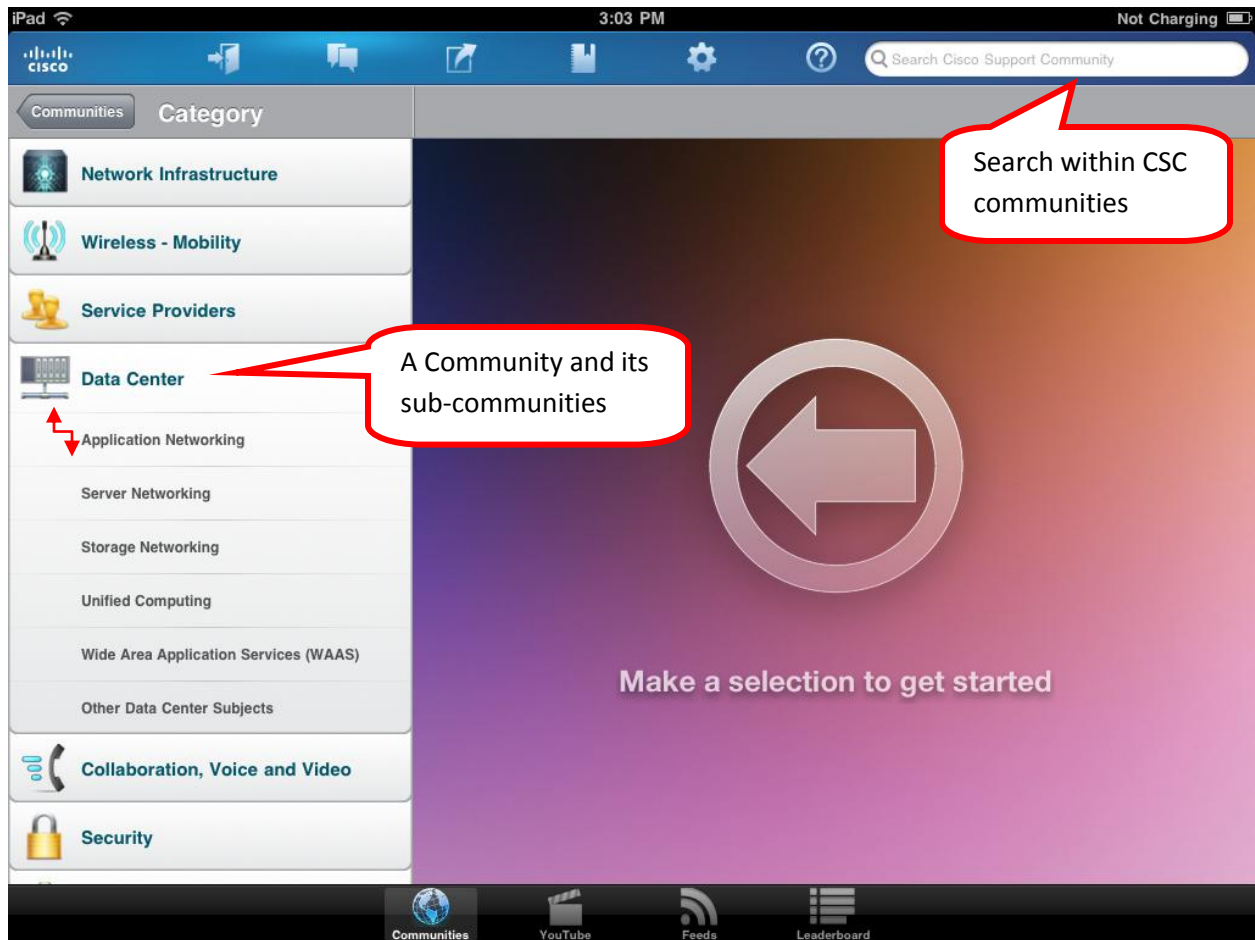 iPad 3:03 PM Not Charging
CISCO Search Cisco Support Community
Communities Category
Search within CSC
communities
Network Infrastructure
Wireless - Mobility
Service Providers
Data Center
A Community and its
sub-communities
Application Networking
Server Networking
Storage Networking
Unified Computing
Wide Area Application Services (WAAS)
Other Data Center Subjects
Make a selection to get started
Collaboration, Voice and Video
Security
Communities YouTube Feeds Leaderboard